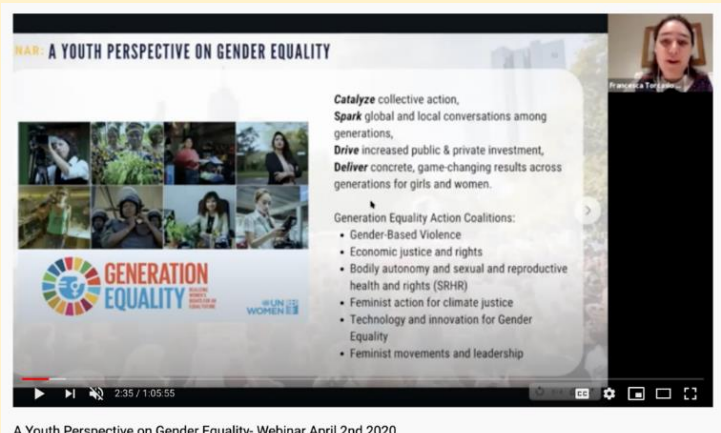 NAR: A YOUTH PERSPECTIVE ON GENDER EQUALITY
Catalyze collective action,
Spark global and local conversations among
generations,
Drive increased public & private investment,
Deliver concrete, game-changing results across
generations for girls and women.
Generation Equality Action Coalitions:
• Gender-Based Violence
• Economic justice and rights
• Bodily autonomy and sexual and reproductive
health and rights (SRHR)
• Feminist action for climate justice
• Technology and innovation for Gender
Equality
• Feminist movements and leadership
GENERATION
EQUALITY
UN
WOMEN
Francesca
2:35 / 1:05:55
CC
A Youth Perspective on Gender Equality- Webinar April 2nd 2020